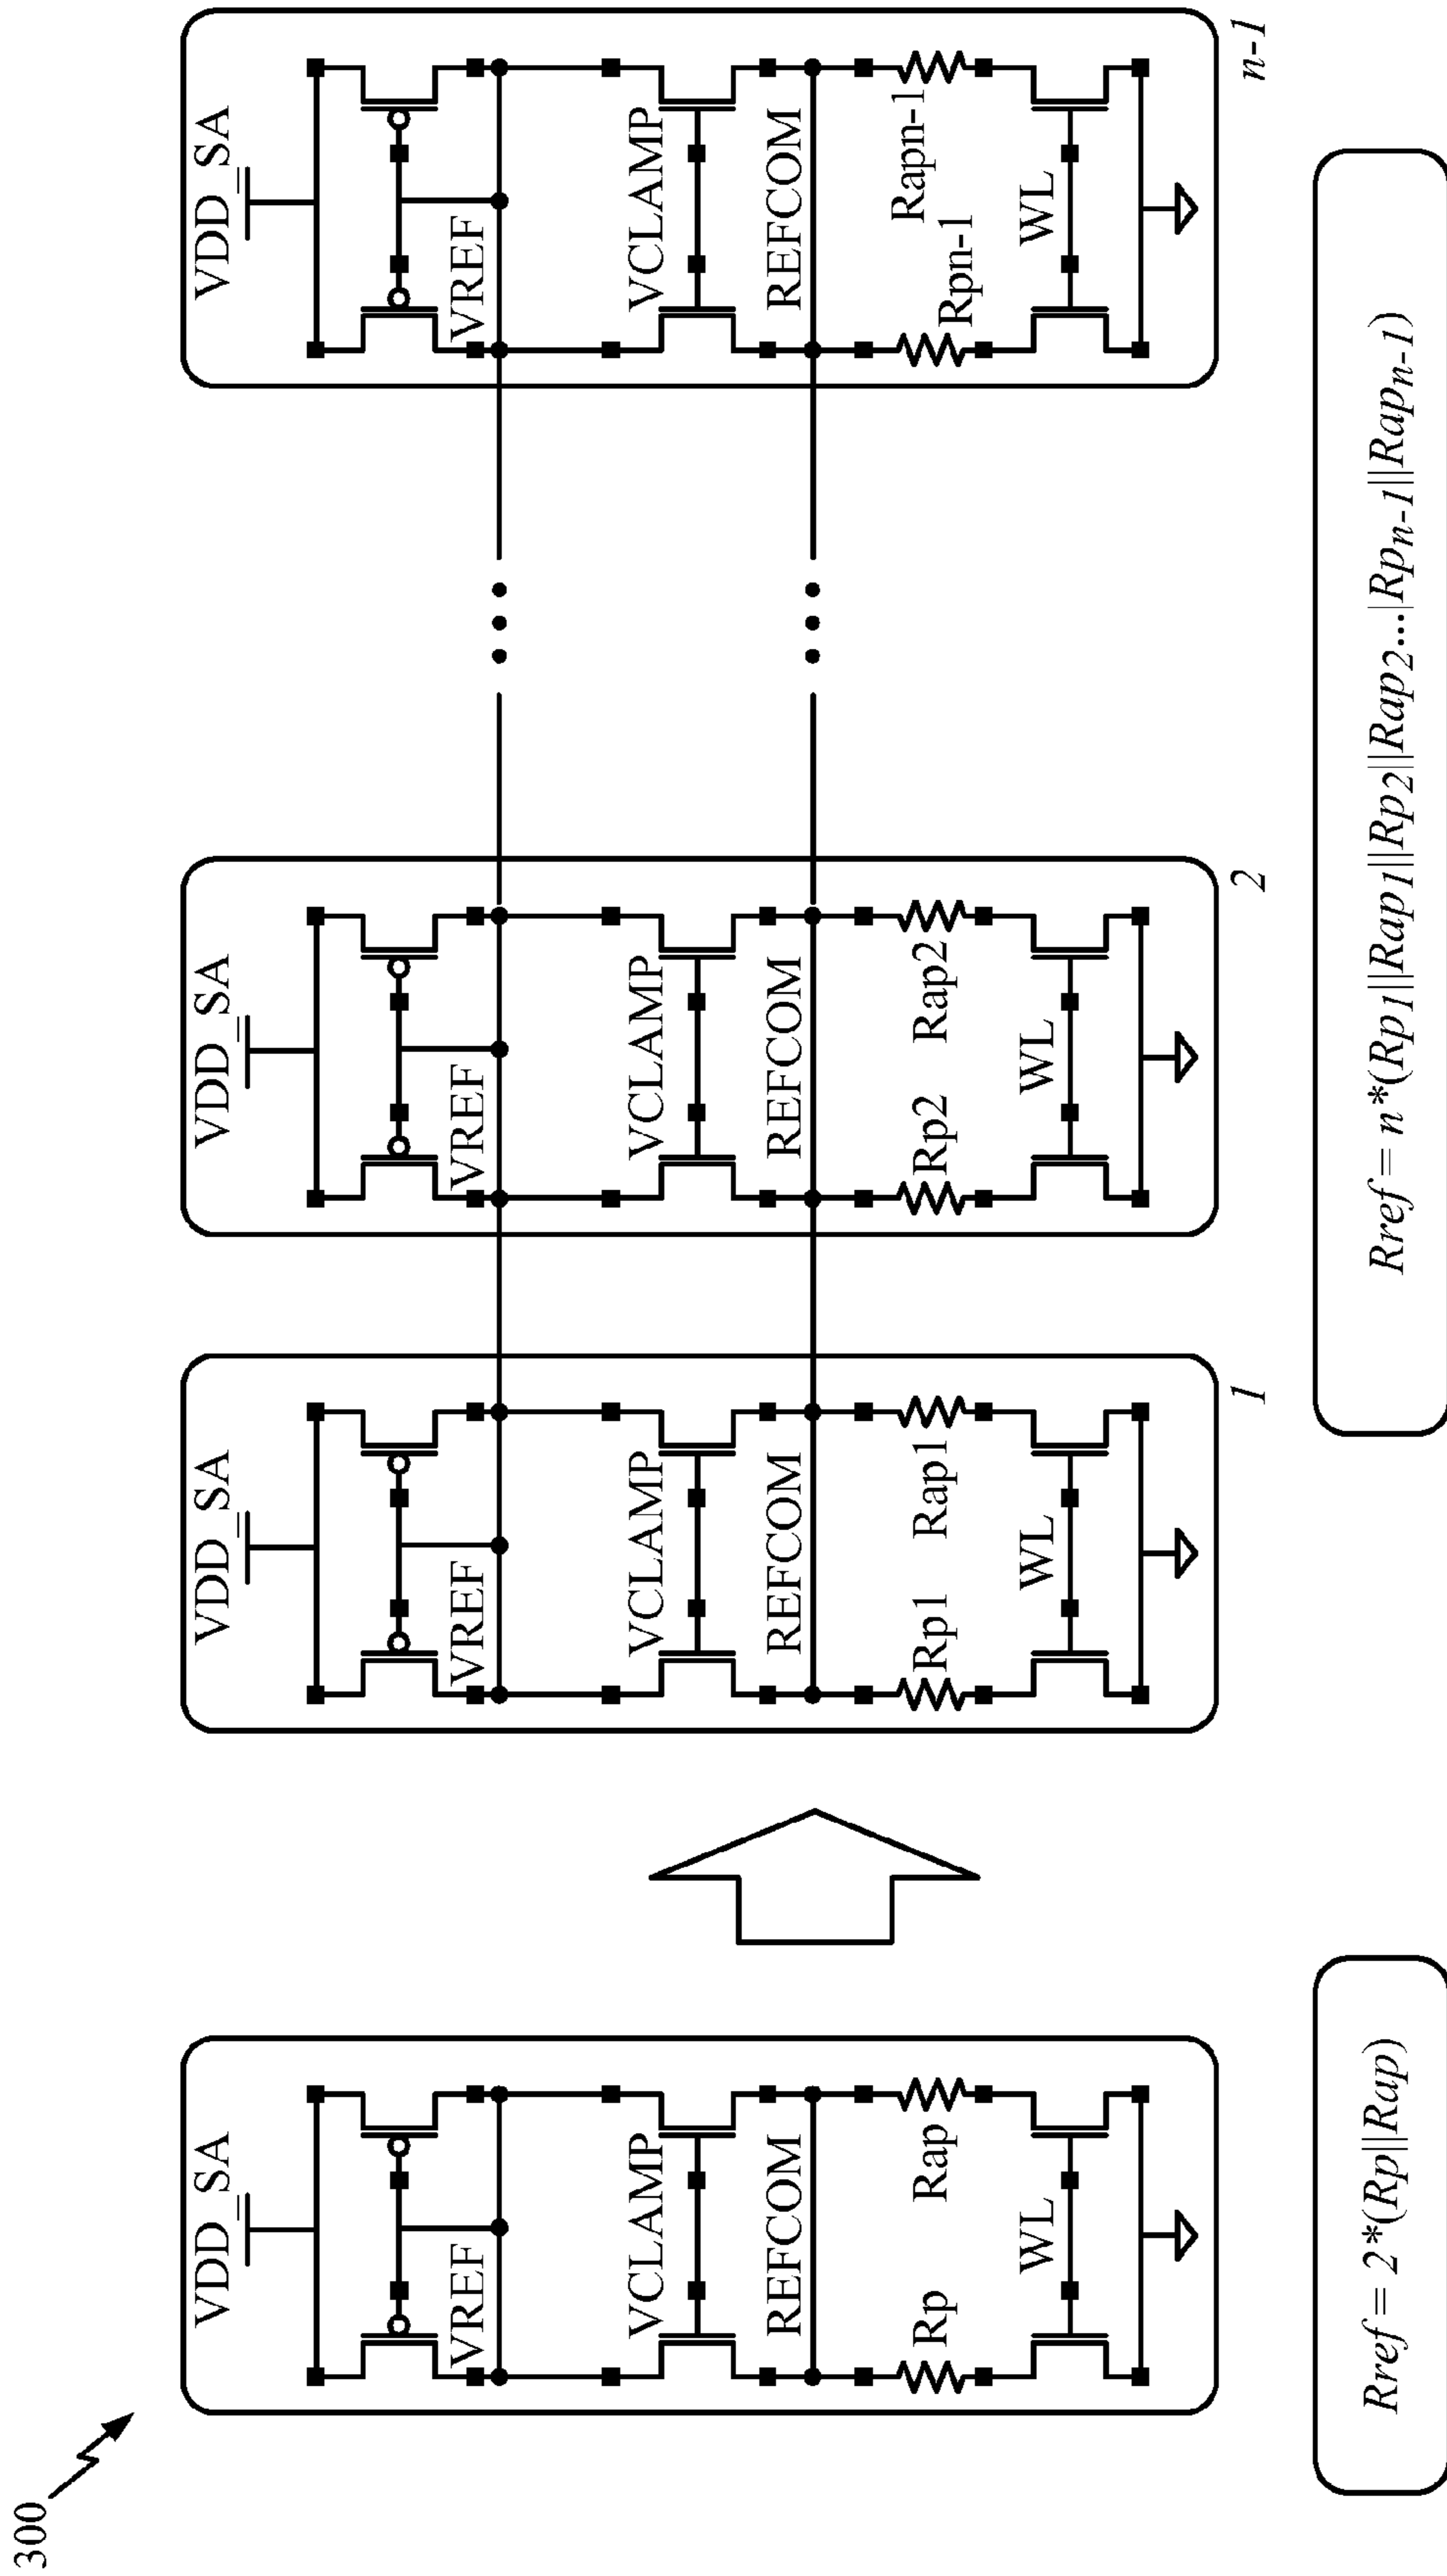 300
VDD_SA
VREF
VCLAMP
REFCOM
Rp
Rap
WL
Rref = 2*(Rp||Rap)
VDD_SA
VREF
VCLAMP
REFCOM
Rp1
Rap1
WL
1
VDD_SA
VREF
VCLAMP
REFCOM
Rp2
Rap2
WL
2
VDD_SA
VREF
VCLAMP
REFCOM
Rpn-1
Rapn-1
WL
n-1
Rref = n*(Rp1||Rap1||Rp2||Rap2...|Rpn-1||Rapn-1)